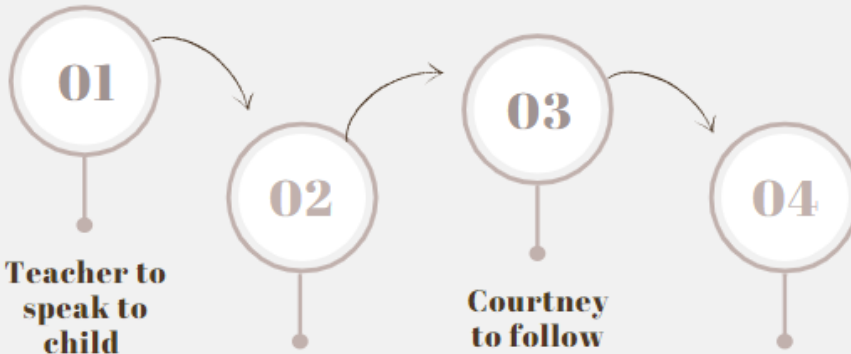 01
02
03
04
Teacher to
speak to
child
Courtney
to follow